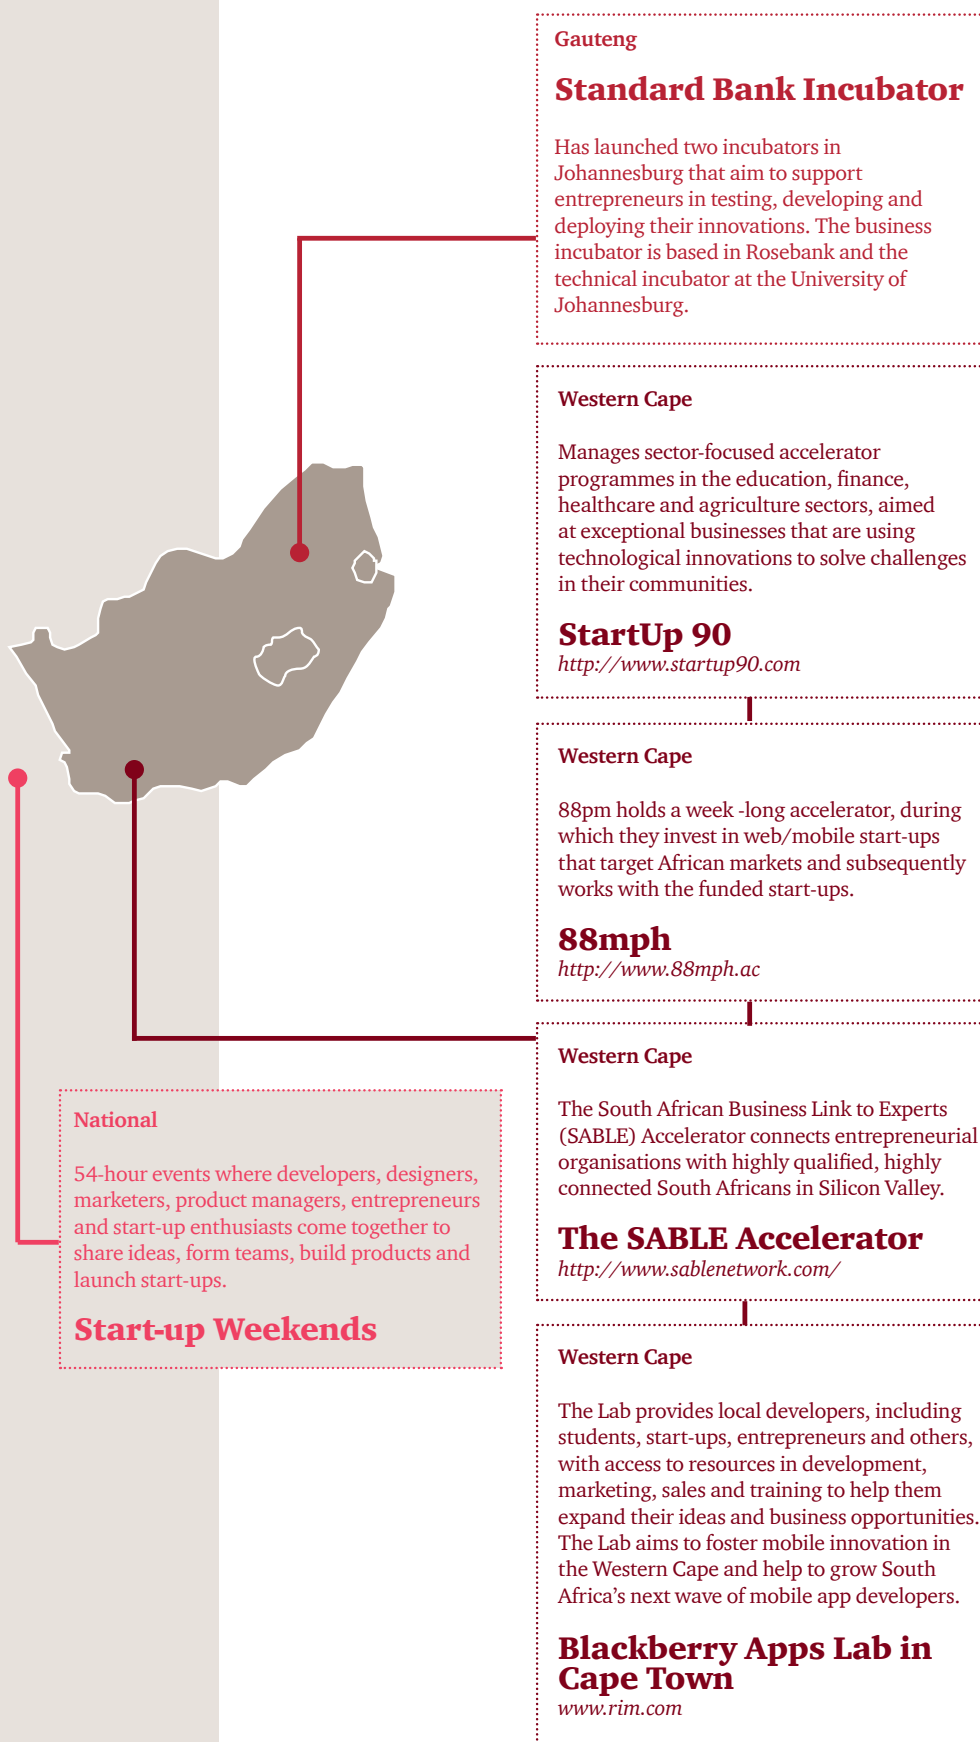 Gauteng
Standard Bank Incubator
Has launched two incubators in
Johannesburg that aim to support
entrepreneurs in testing, developing and
deploying their innovations. The business
incubator is based in Rosebank and the
technical incubator at the University of
Johannesburg.
Western Cape
Manages sector-focused accelerator
programmes in the education, finance,
healthcare and agriculture sectors, aimed
at exceptional businesses that are using
technological innovations to solve challenges
in their communities.
StartUp 90
http://www.startup90.com
Western Cape
88pm holds a week -long accelerator, during
which they invest in web/mobile start-ups
that target African markets and subsequently
works with the funded start-ups.
88mph
http://www.88mph.ac
Western Cape
The South African Business Link to Experts
(SABLE) Accelerator connects entrepreneurial
organisations with highly qualified, highly
connected South Africans in Silicon Valley.
The SABLE Accelerator
http://www.sablenetwork.com/
National
54-hour events where developers, designers,
marketers, product managers, entrepreneurs
and start-up enthusiasts come together to
share ideas, form teams, build products and
launch start-ups.
Start-up Weekends
Western Cape
The Lab provides local developers, including
students, start-ups, entrepreneurs and others,
with access to resources in development,
marketing, sales and training to help them
expand their ideas and business opportunities.
The Lab aims to foster mobile innovation in
the Western Cape and help to grow South
Africa's next wave of mobile app developers.
Blackberry Apps Lab in
Cape Town
www.rim.com